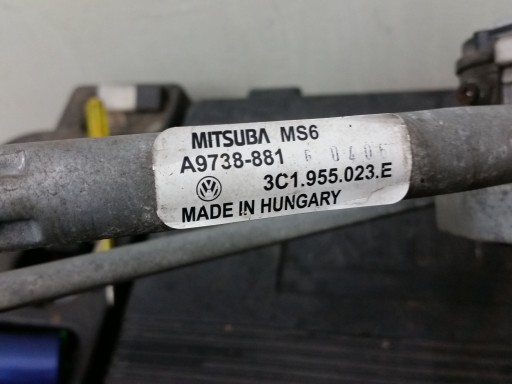 MITSUBA MS6
A9738-881
3C1.955.023.E
MADE IN HUNGARY